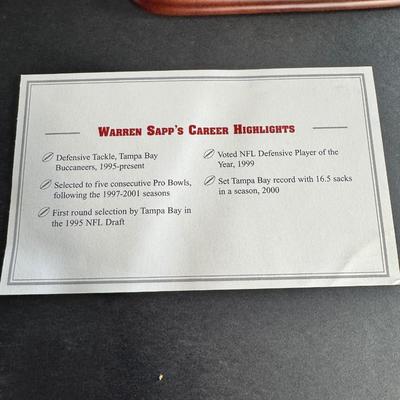 WARREN SAPP'S CAREER HIGHLIGHTS
Defensive Tackle, Tampa Bay
Buccaneers, 1995-present
Selected to five consecutive Pro Bowls,
following the 1997-2001 seasons
First round selection by Tampa Bay in
the 1995 NFL Draft
Voted NFL Defensive Player of the
Year, 1999
Set Tampa Bay record with 16.5 sacks
in a season, 2000